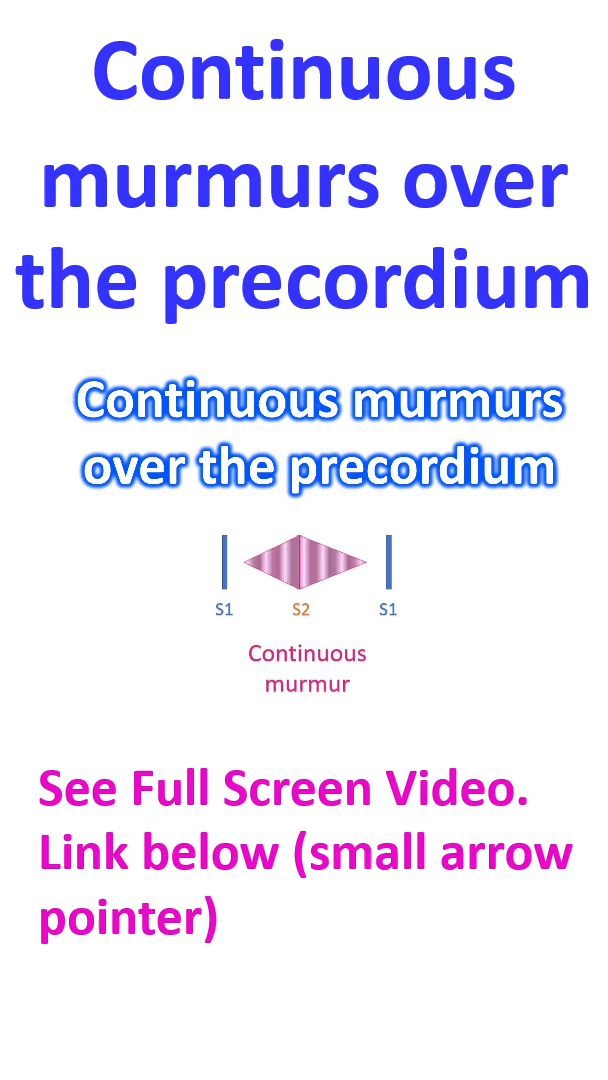 Continuous
murmurs over
the precordium
Continuous murmurs
over the precordium
S1 S2 S1
Continuous
murmur
See Full Screen Video.
Link below (small arrow
pointer)